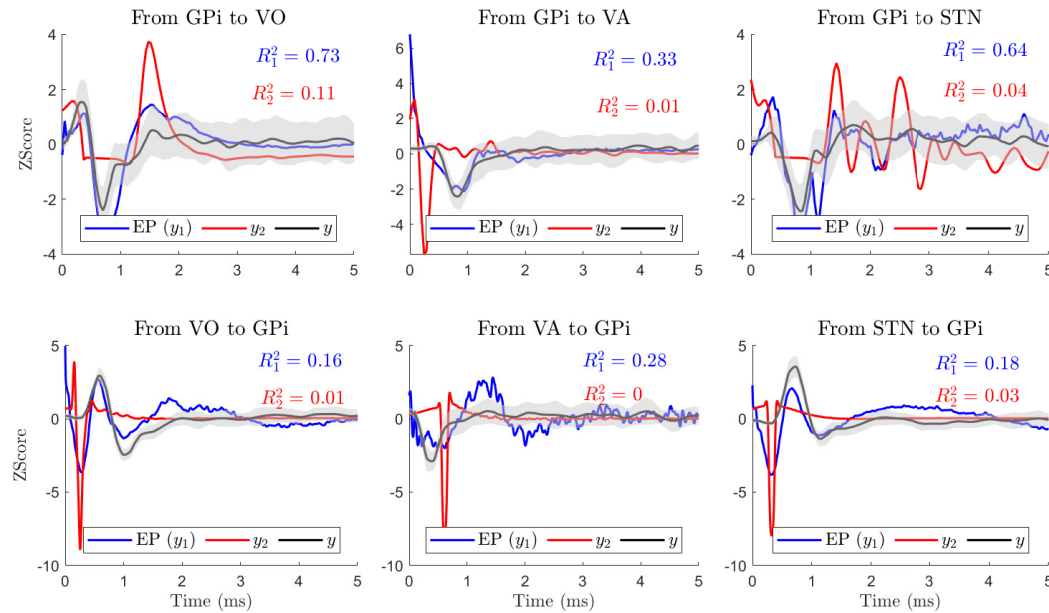 From GPi to VO
From GPi to VA
From GPi to STN
4
2
0
-2
-4
ZScore
R₁² = 0.73
R₂² = 0.11
EP (y₁) y₂ y
0 1 2 3 4 5
6
4
2
0
-2
-4
R₁² = 0.33
R₂² = 0.01
EP (y₁) y₂ y
0 1 2 3 4 5
4
2
0
-2
-4
R₁² = 0.64
R₂² = 0.04
EP (y₁) y₂ y
0 1 2 3 4 5
From VO to GPi
From VA to GPi
From STN to GPi
5
0
-5
-10
ZScore
R₁² = 0.16
R₂² = 0.01
EP (y₁) y₂ y
0 1 2 3 4 5
Time (ms)
5
0
-5
-10
R₁² = 0.28
R₂² = 0
EP (y₁) y₂ y
0 1 2 3 4 5
Time (ms)
5
0
-5
-10
R₁² = 0.18
R₂² = 0.03
EP (y₁) y₂ y
0 1 2 3 4 5
Time (ms)